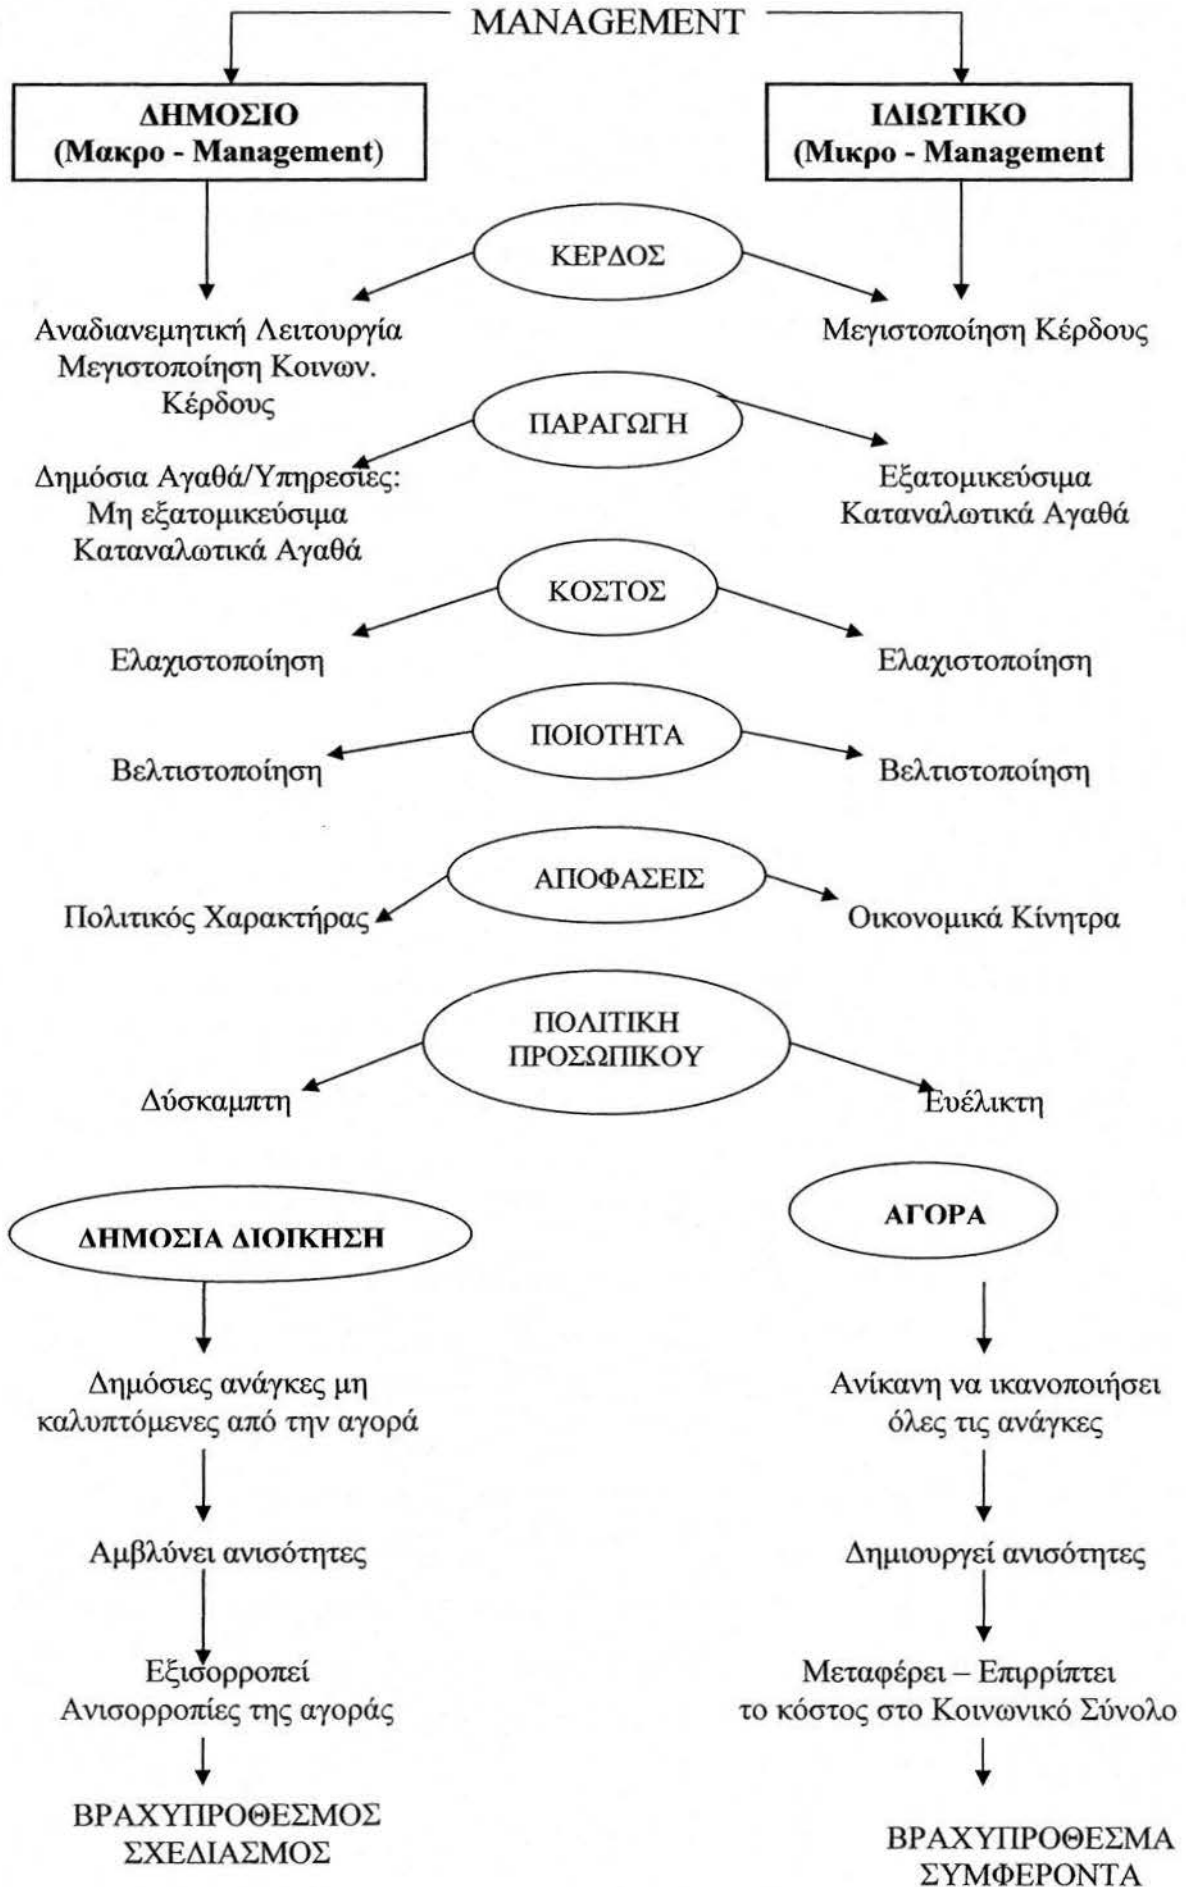 MANAGEMENT
ΔΗΜΟΣΙΟ
(Μακρο - Management)
ΙΔΙΩΤΙΚΟ
(Μικρο - Management
ΚΕΡΔΟΣ
Αναδιανεμητική Λειτουργία
Μεγιστοποίηση Κοινων.
Κέρδους
Μεγιστοποίηση Κέρδους
ΠΑΡΑΓΩΓΗ
Δημόσια Αγαθά/Υπηρεσίες:
Μη εξατομικεύσιμα
Καταναλωτικά Αγαθά
Εξατομικεύσιμα
Καταναλωτικά Αγαθά
ΚΟΣΤΟΣ
Ελαχιστοποίηση
Ελαχιστοποίηση
ΠΟΙΟΤΗΤΑ
Βελτιστοποίηση
Βελτιστοποίηση
ΑΠΟΦΑΣΕΙΣ
Πολιτικός Χαρακτήρας
Οικονομικά Κίνητρα
ΠΟΛΙΤΙΚΗ
ΠΡΟΣΩΠΙΚΟΥ
Δύσκαμπτη
Ευέλικτη
ΔΗΜΟΣΙΑ ΔΙΟΙΚΗΣΗ
ΑΓΟΡΑ
Δημόσιες ανάγκες μη
καλυπτόμενες από την αγορά
Ανίκανη να ικανοποιήσει
όλες τις ανάγκες
Αμβλύνει ανισότητες
Δημιουργεί ανισότητες
Εξισορροπεί
Ανισορροπίες της αγοράς
Μεταφέρει – Επιρρίπτει
το κόστος στο Κοινωνικό Σύνολο
ΒΡΑΧΥΠΡΟΘΕΣΜΟΣ
ΣΧΕΔΙΑΣΜΟΣ
ΒΡΑΧΥΠΡΟΘΕΣΜΑ
ΣΥΜΦΕΡΟΝΤΑ